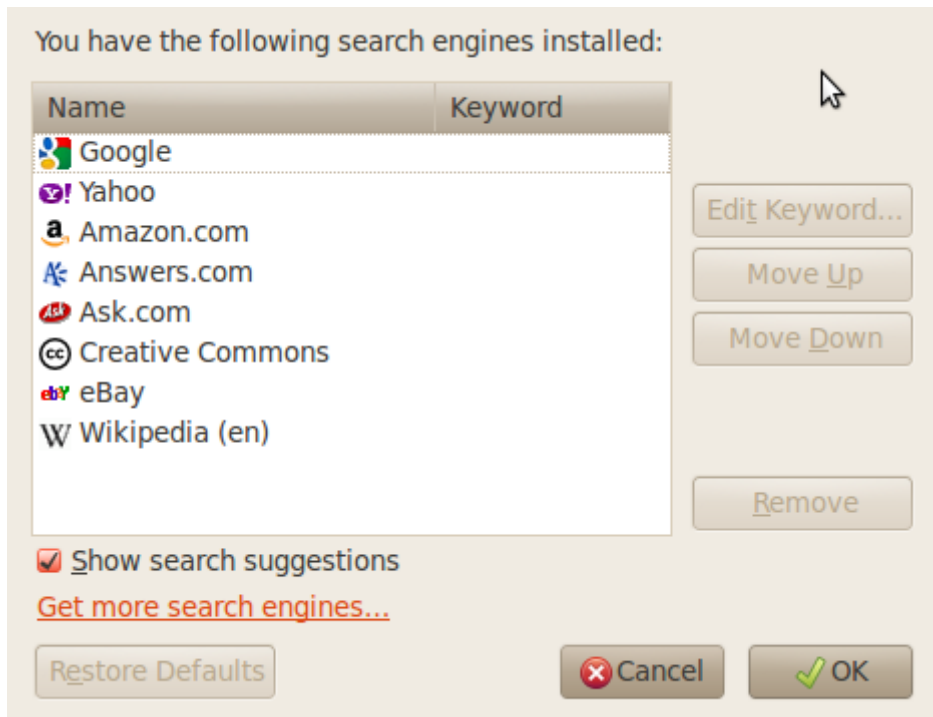 You have the following search engines installed:
Name Keyword
Google
Yahoo
Amazon.com
Answers.com
Ask.com
Creative Commons
eBay
Wikipedia (en)
Edit Keyword...
Move Up
Move Down
Remove
Show search suggestions
Get more search engines...
Restore Defaults Cancel OK